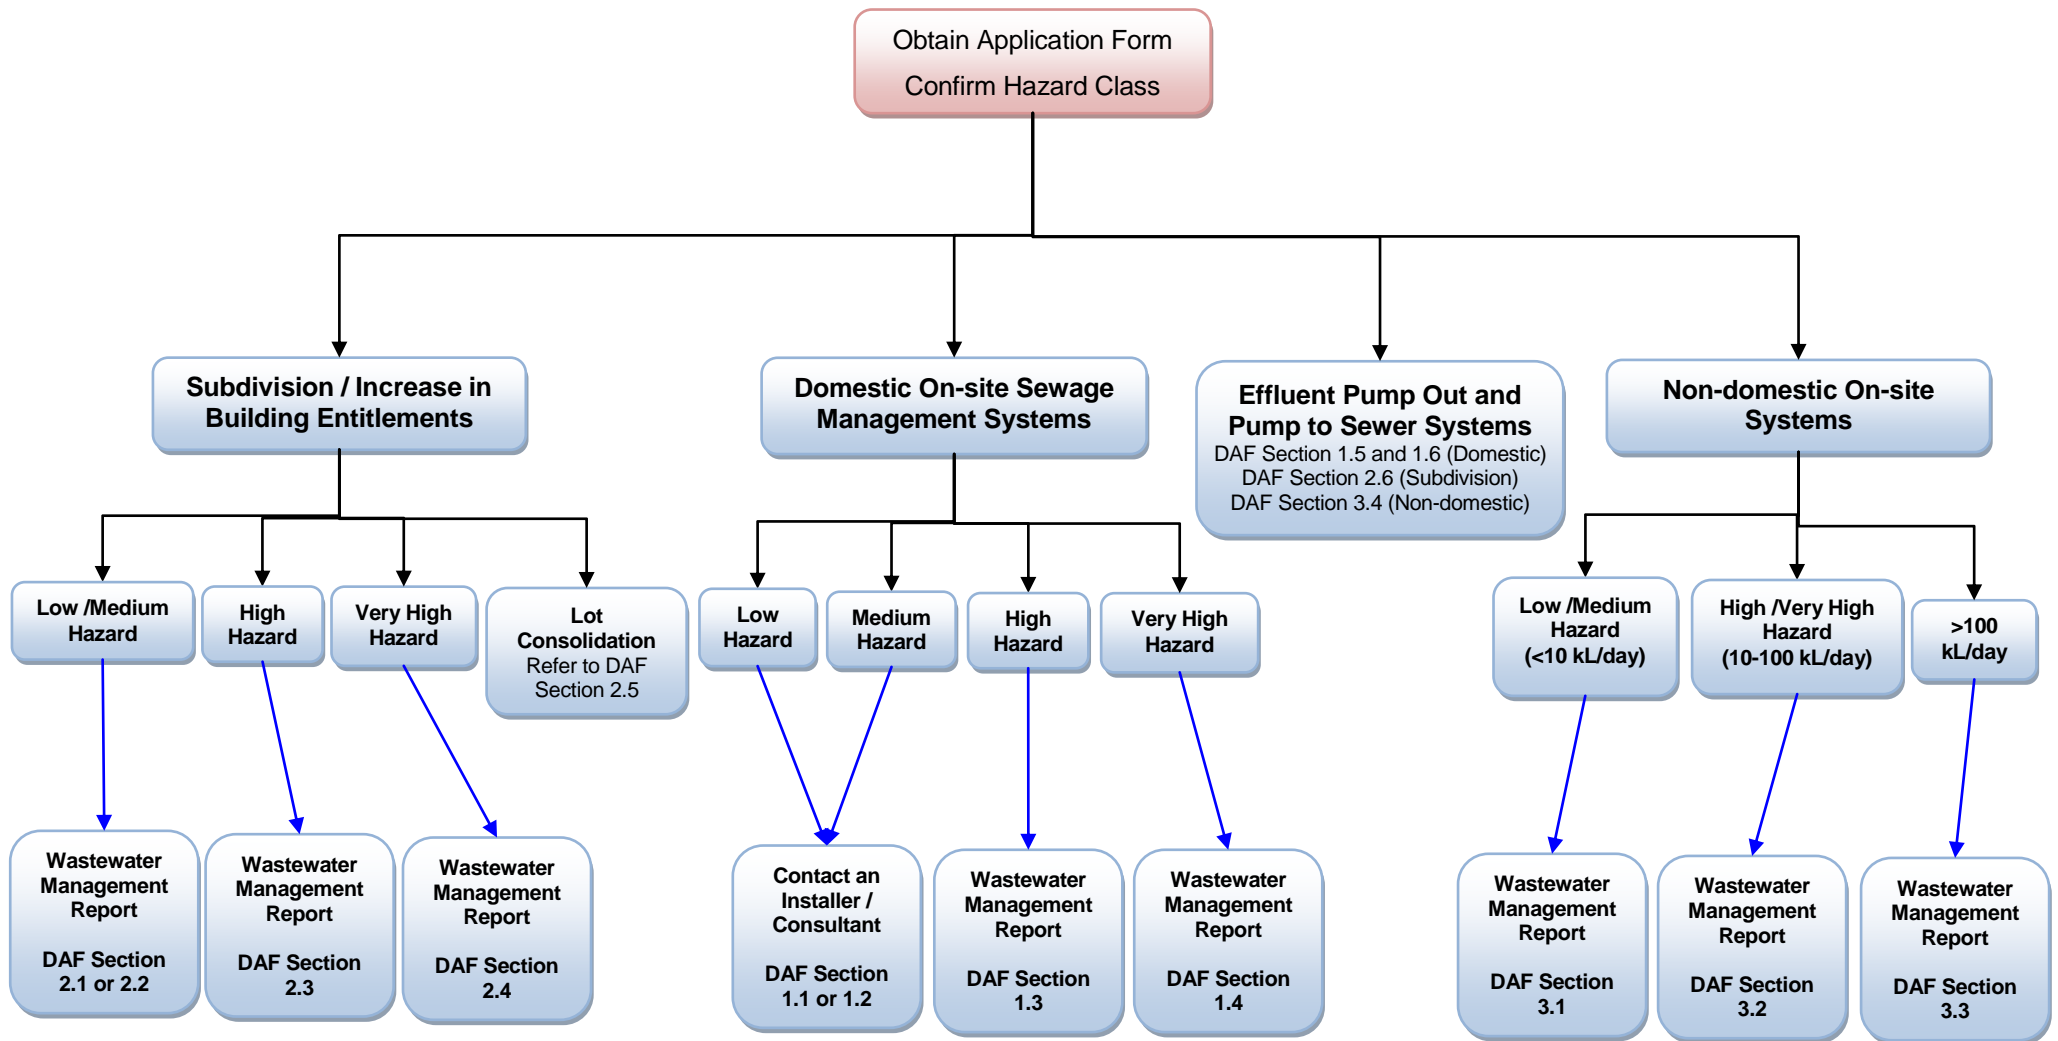 Obtain Application Form
Confirm Hazard Class
Subdivision / Increase in
Building Entitlements
Domestic On-site Sewage
Management Systems
Effluent Pump Out and
Pump to Sewer Systems
DAF Section 1.5 and 1.6 (Domestic)
DAF Section 2.6 (Subdivision)
DAF Section 3.4 (Non-domestic)
Non-domestic On-site
Systems
Low /Medium
Hazard
High
Hazard
Very High
Hazard
Lot
Consolidation
Refer to DAF
Section 2.5
Low
Hazard
Medium
Hazard
High
Hazard
Very High
Hazard
Low /Medium
Hazard
(<10 kL/day)
High /Very High
Hazard
(10-100 kL/day)
>100
kL/day
Wastewater
Management
Report
DAF Section
2.1 or 2.2
Wastewater
Management
Report
DAF Section
2.3
Wastewater
Management
Report
DAF Section
2.4
Contact an
Installer /
Consultant
DAF Section
1.1 or 1.2
Wastewater
Management
Report
DAF Section
1.3
Wastewater
Management
Report
DAF Section
1.4
Wastewater
Management
Report
DAF Section
3.1
Wastewater
Management
Report
DAF Section
3.2
Wastewater
Management
Report
DAF Section
3.3